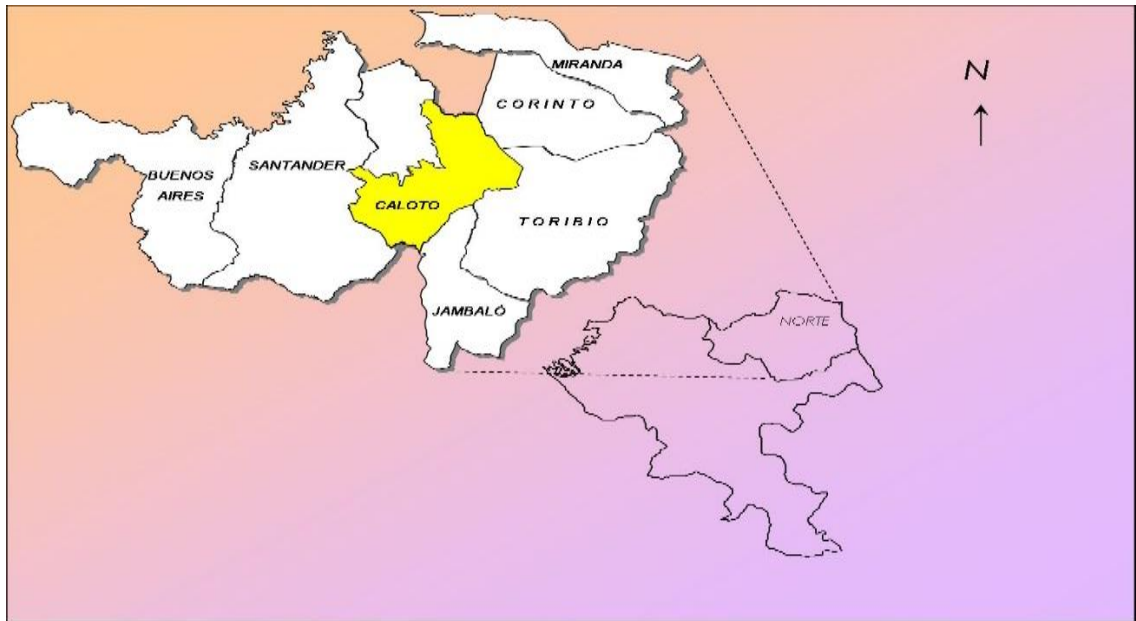 N
MIRANDA
CORINTO
SANTANDER
BUENOS
AIRES
CALOTO
TORIBIO
JAMBALÓ
NORTE